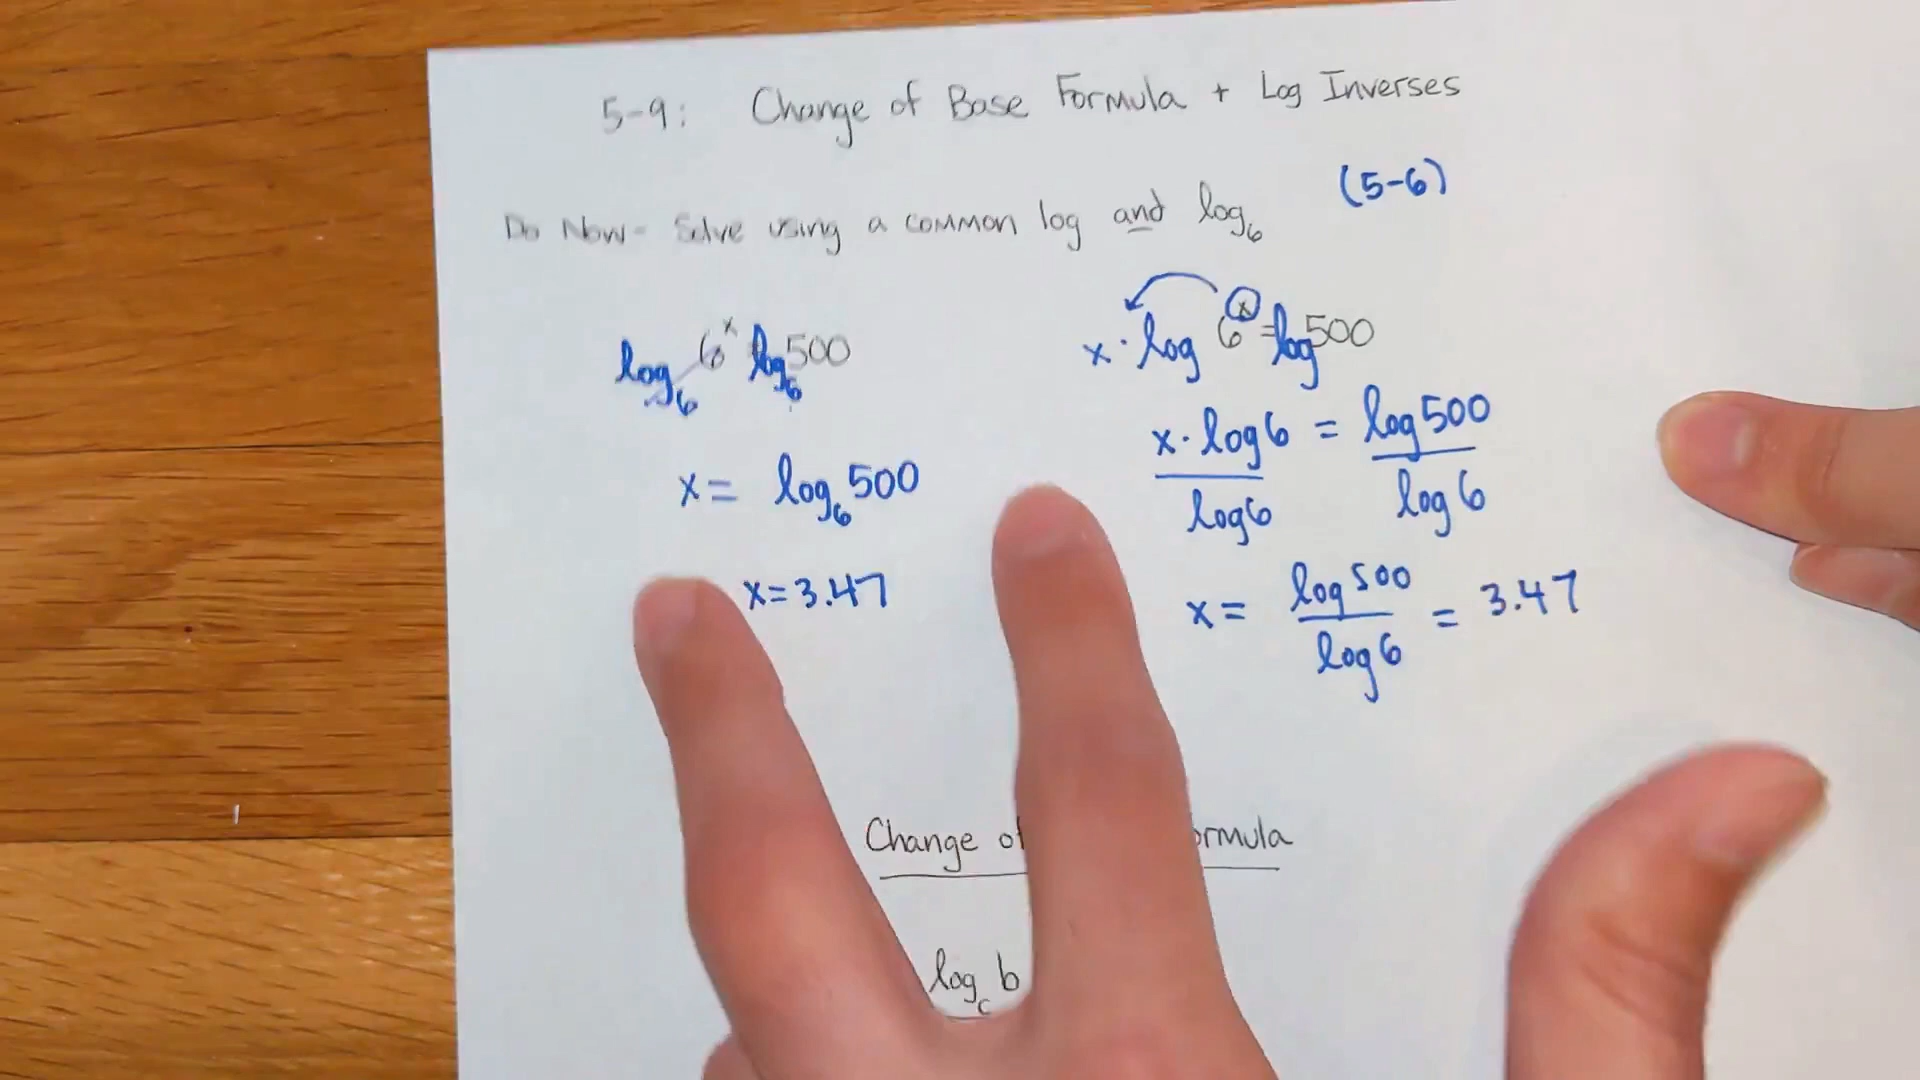 5-9: Change of Base Formula + Log Inverses
(5-6)
Do Now- Solve using a common log and log₆
log₆ 6ˣ log₆ 500
x = log₆ 500
x = 3.47
x · log 6ˣ = log 500
x · log 6 = log 500
log 6 log 6
x = log 500 / log 6 = 3.47
Change of ormula
log_c b